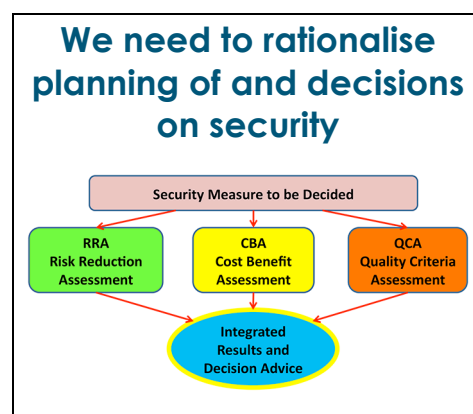 We need to rationalise
planning of and decisions
on security
Security Measure to be Decided
RRA
Risk Reduction
Assessment
CBA
Cost Benefit
Assessment
QCA
Quality Criteria
Assessment
Integrated
Results and
Decision Advice